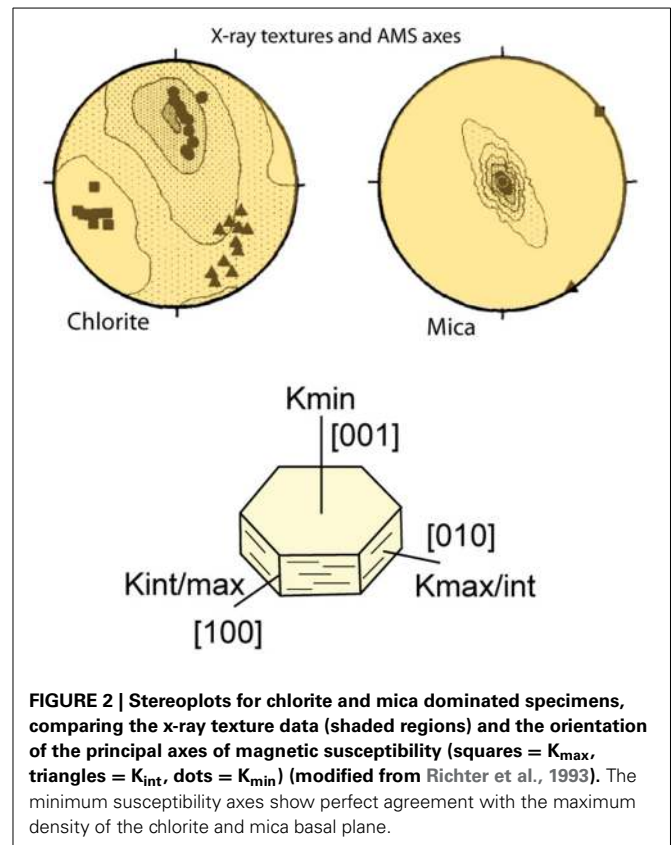 X-ray textures and AMS axes
Chlorite
Mica
Kmin
[001]
[010]
Kint/max
Kmax/int
[100]
FIGURE 2 | Stereoplots for chlorite and mica dominated specimens,
comparing the x-ray texture data (shaded regions) and the orientation
of the principal axes of magnetic susceptibility (squares = Kmax,
triangles = Kint, dots = Kmin) (modified from Richter et al., 1993). The
minimum susceptibility axes show perfect agreement with the maximum
density of the chlorite and mica basal plane.